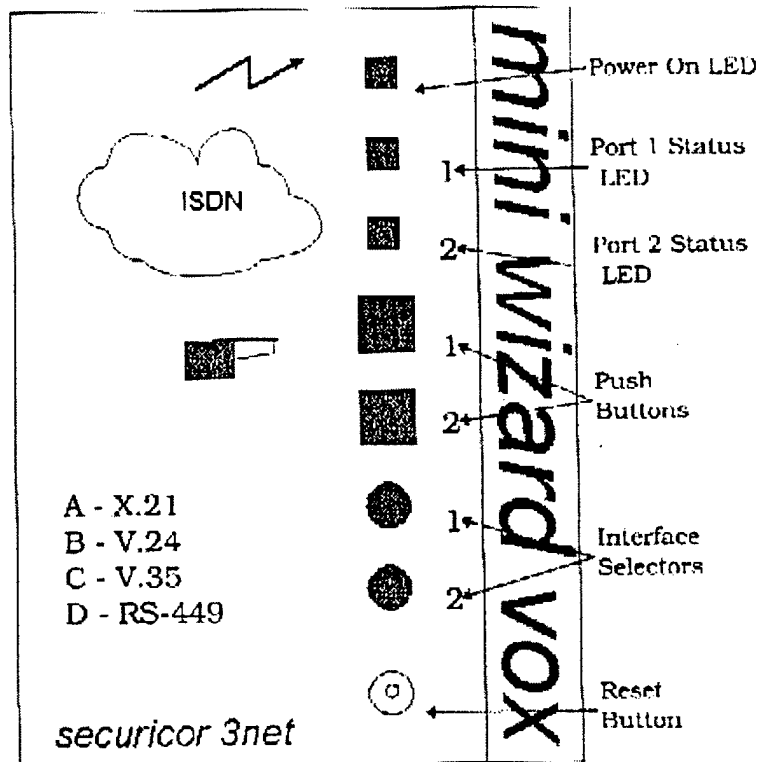 mini wizard vox
Power On LED
ISDN
1
Port 1 Status
LED
2
Port 2 Status
LED
1
2
Push
Buttons
A - X.21
B - V.24
C - V.35
D - RS-449
1
2
Interface
Selectors
Reset
Button
securicor 3net